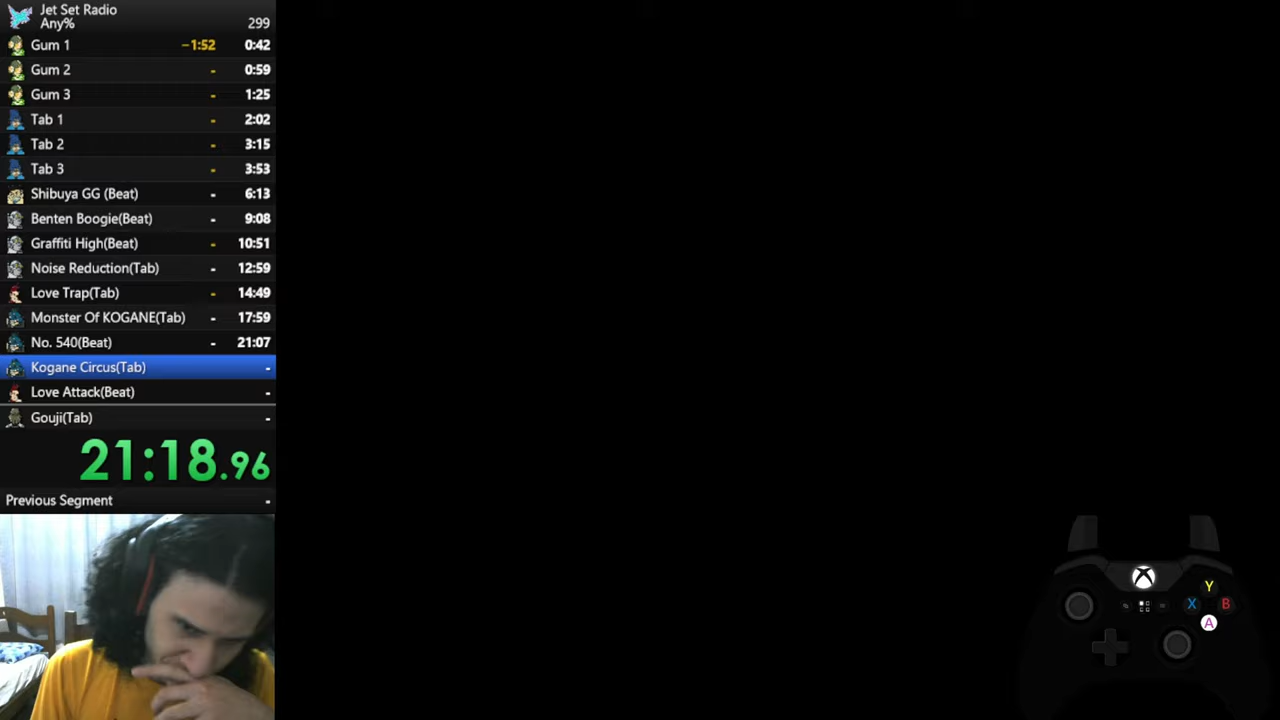 Jet Set Radio
Any% 299
Gum 1 −1:52 0:42
Gum 2 - 0:59
Gum 3 - 1:25
Tab 1 - 2:02
Tab 2 - 3:15
Tab 3 - 3:53
Shibuya GG (Beat) - 6:13
Benten Boogie(Beat) - 9:08
Graffiti High(Beat) - 10:51
Noise Reduction(Tab) - 12:59
Love Trap(Tab) - 14:49
Monster Of KOGANE(Tab) - 17:59
No. 540(Beat) - 21:07
Kogane Circus(Tab) -
Love Attack(Beat) -
Gouji(Tab) -
21:18.96
Previous Segment -
Y
X B
A